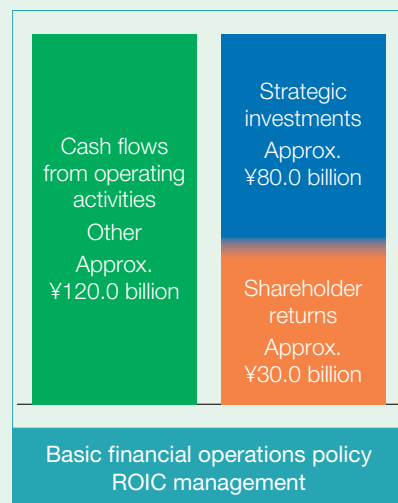 Cash flows
from operating
activities
Other
Approx.
¥120.0 billion
Strategic
investments
Approx.
¥80.0 billion
Shareholder
returns
Approx.
¥30.0 billion
Basic financial operations policy
ROIC management